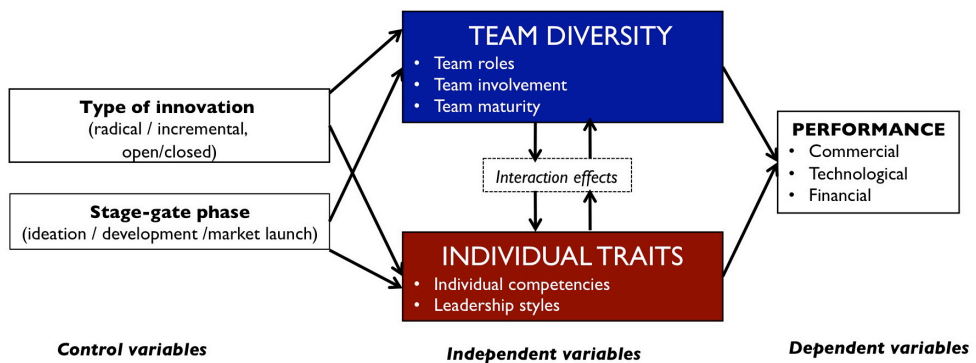 Type of innovation
(radical / incremental,
open/closed)
Stage-gate phase
(ideation / development /market launch)
Control variables
TEAM DIVERSITY
• Team roles
• Team involvement
• Team maturity
Interaction effects
INDIVIDUAL TRAITS
• Individual competencies
• Leadership styles
Independent variables
PERFORMANCE
• Commercial
• Technological
• Financial
Dependent variables